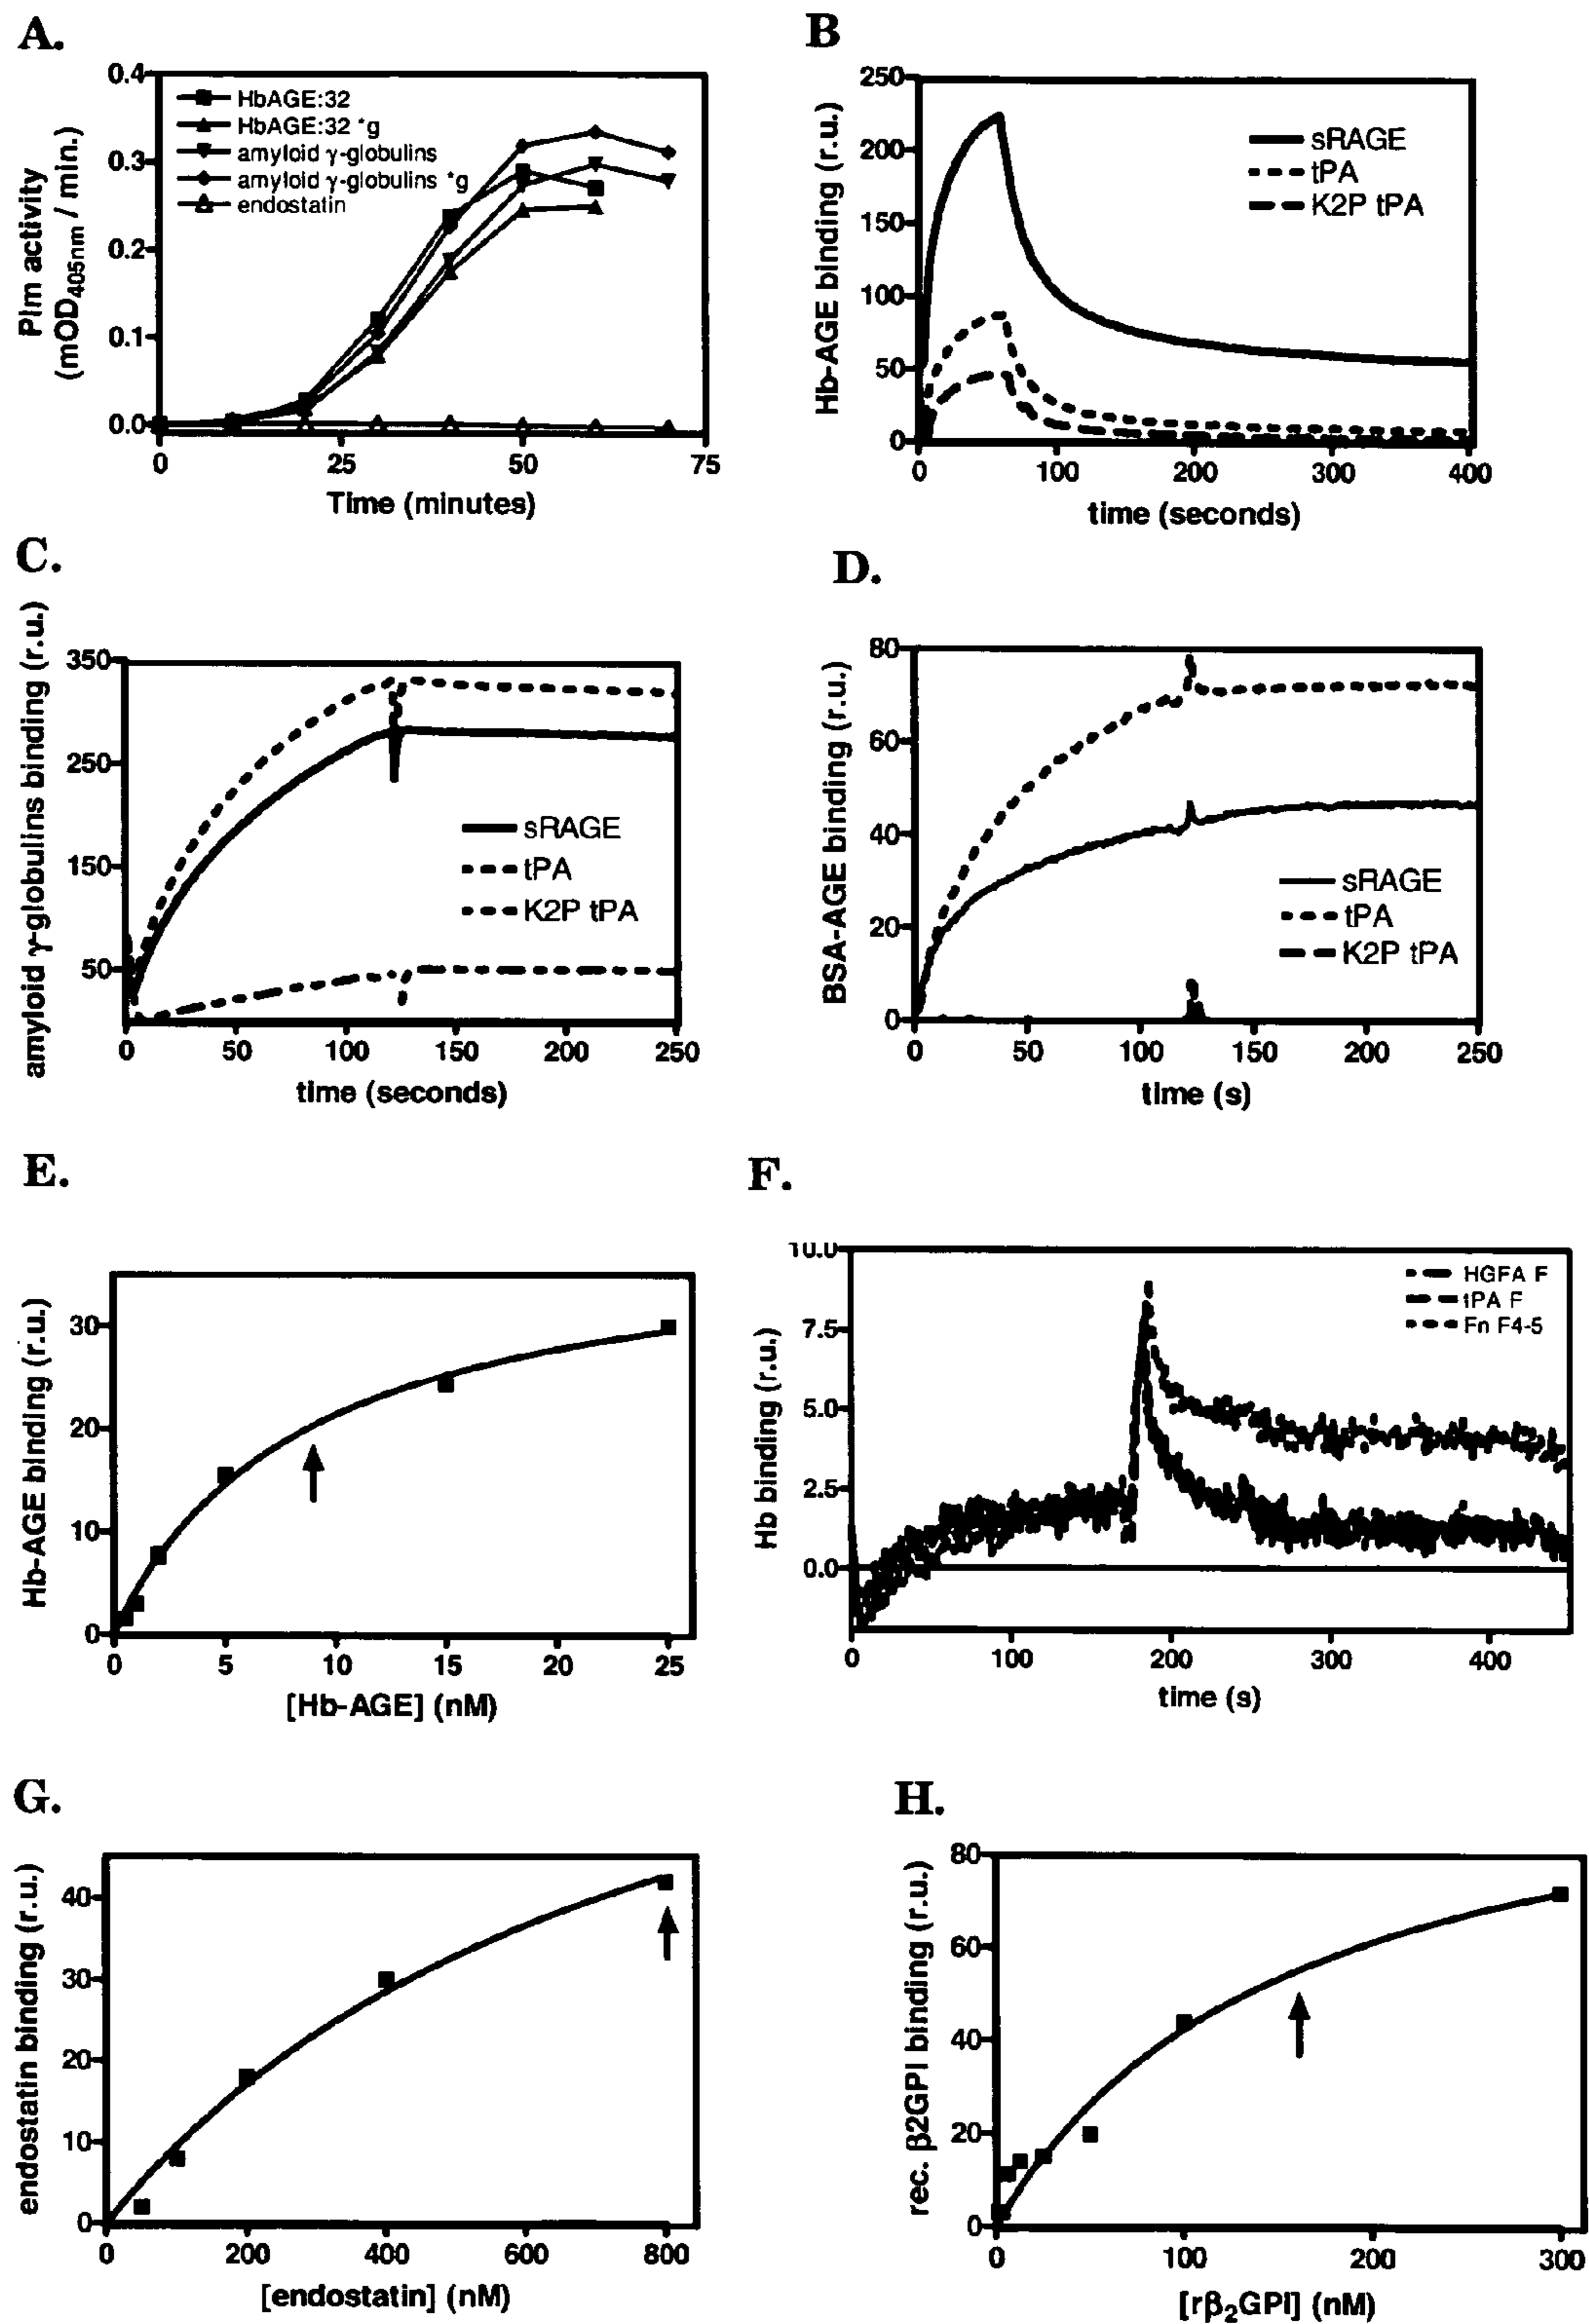 A.
0.4
0.3
0.2
0.1
0.0
Plm activity
(mOD405nm / min.)
HbAGE:32
HbAGE:32 *g
amyloid γ-globulins
amyloid γ-globulins *g
endostatin
0 25 50 75
Time (minutes)
B
250
200
150
100
50
0
Hb-AGE binding (r.u.)
sRAGE
tPA
K2P tPA
0 100 200 300 400
time (seconds)
C.
350
250
150
50
amyloid γ-globulins binding (r.u.)
sRAGE
tPA
K2P tPA
0 50 100 150 200 250
time (seconds)
D.
80
60
40
20
0
BSA-AGE binding (r.u.)
sRAGE
tPA
K2P tPA
0 50 100 150 200 250
time (s)
E.
30
20
10
0
Hb-AGE binding (r.u.)
0 5 10 15 20 25
[Hb-AGE] (nM)
F.
10.0
7.5
5.0
2.5
0.0
Hb binding (r.u.)
HGFA F
tPA F
Fn F4-5
0 100 200 300 400
time (s)
G.
40
30
20
10
0
endostatin binding (r.u.)
0 200 400 600 800
[endostatin] (nM)
H.
80
60
40
20
0
rec. β2GPI binding (r.u.)
0 100 200 300
[rβ2GPI] (nM)